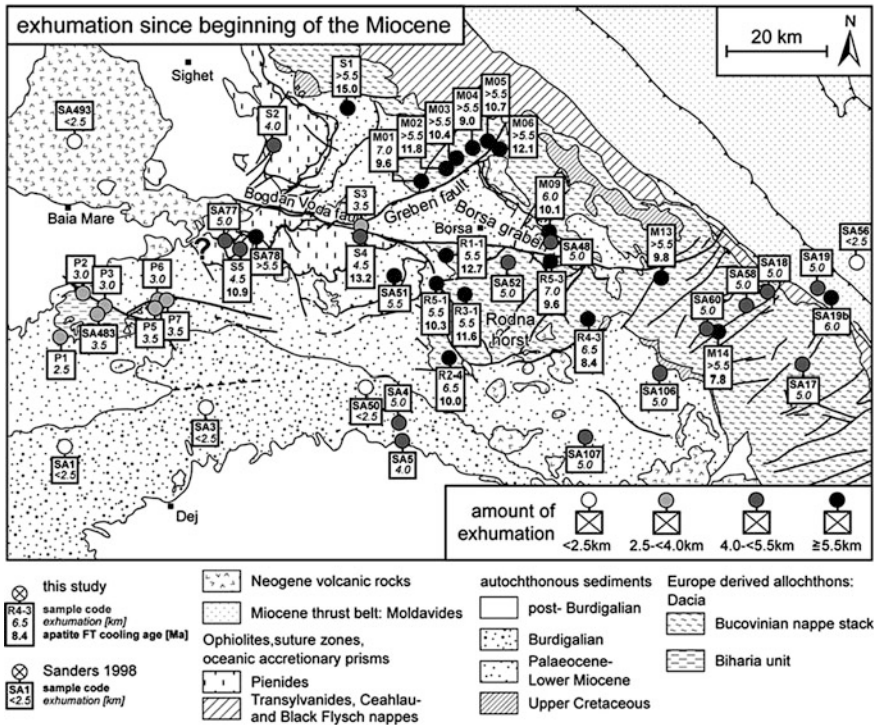 exhumation since beginning of the Miocene
20 km
N
Sighet
S1
>5.5
15.0
SA493
<2.5
S2
4.0
M01
7.0
9.6
M02
>5.5
11.8
M03
>5.5
10.4
M04
>5.5
9.0
M05
>5.5
10.7
M06
>5.5
12.1
Baia Mare
Bogdan Voda fault
Greben fault
Borsa graben
Borsa
S3
3.5
M09
6.0
10.1
SA77
5.0
?
S5
4.5
10.9
SA78
>5.5
S4
4.5
13.2
SA51
5.5
R1-1
5.5
12.7
SA52
5.0
SA48
5.0
R5-3
7.0
9.6
M13
>5.5
9.8
SA56
<2.5
SA58
5.0
SA18
5.0
SA19
5.0
SA60
5.0
SA19b
6.0
P2
3.0
P3
3.0
P6
3.0
P1
2.5
SA483
3.5
P5
3.5
P7
3.5
R5-1
5.5
10.3
R3-1
5.5
11.6
Rodna
horst
R4-3
6.5
8.4
R2-4
6.5
10.0
M14
>5.5
7.8
SA17
5.0
SA106
5.0
SA50
<2.5
SA4
5.0
SA5
4.0
SA107
5.0
SA3
<2.5
SA1
<2.5
Dej
amount of
exhumation
<2.5km
2.5-<4.0km
4.0-<5.5km
≧5.5km
this study
R4-3
6.5
8.4
sample code
exhumation [km]
apatite FT cooling age [Ma]
Sanders 1998
SA1
<2.5
sample code
exhumation [km]
Neogene volcanic rocks
Miocene thrust belt: Moldavides
Ophiolites,suture zones,
oceanic accretionary prisms
Pienides
Transylvanides, Ceahlau-
and Black Flysch nappes
autochthonous sediments
post- Burdigalian
Burdigalian
Palaeocene-
Lower Miocene
Upper Cretaceous
Europe derived allochthons:
Dacia
Bucovinian nappe stack
Biharia unit